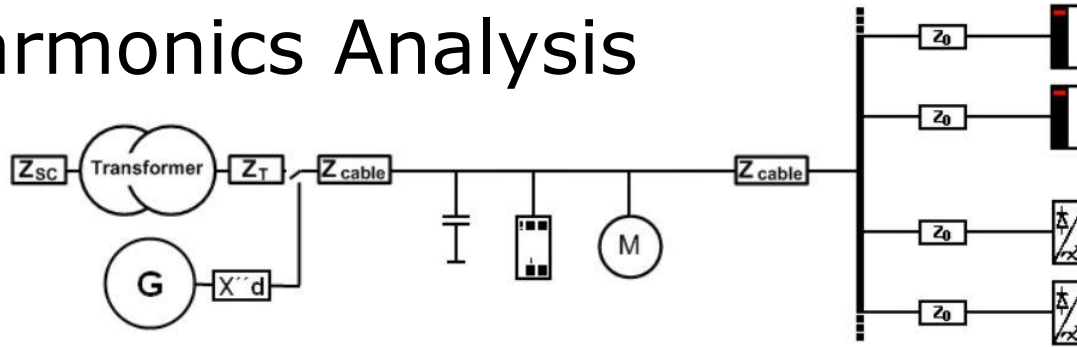 armonics Analysis
Z0
Z0
ZSC
Transformer
ZT
Z cable
Z cable
M
Z0
G
X´´d
Z0